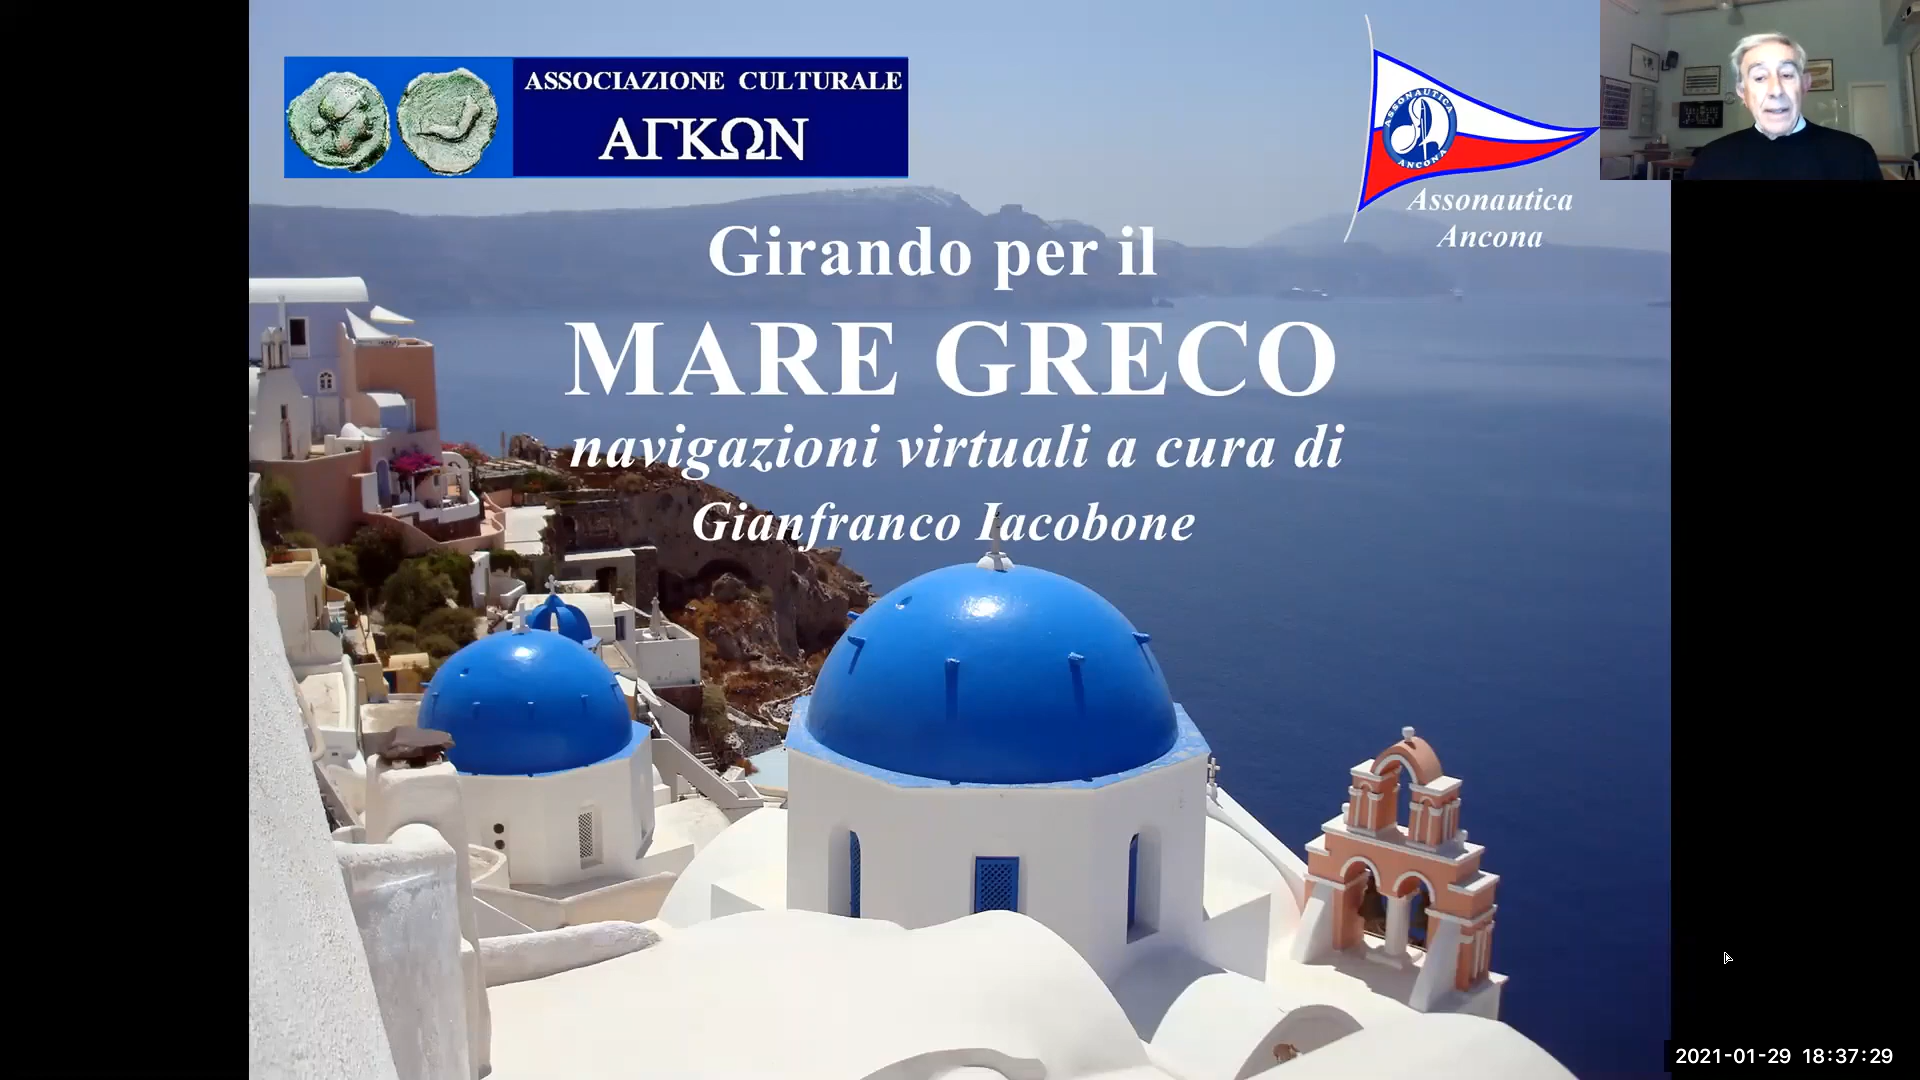 ASSOCIAZIONE CULTURALE
ΑΓΚΩΝ
ASSONAUTICA
ANCONA
Assonautica
Ancona
Girando per il
MARE GRECO
navigazioni virtuali a cura di
Gianfranco Iacobone
2021-01-29 18:37:29